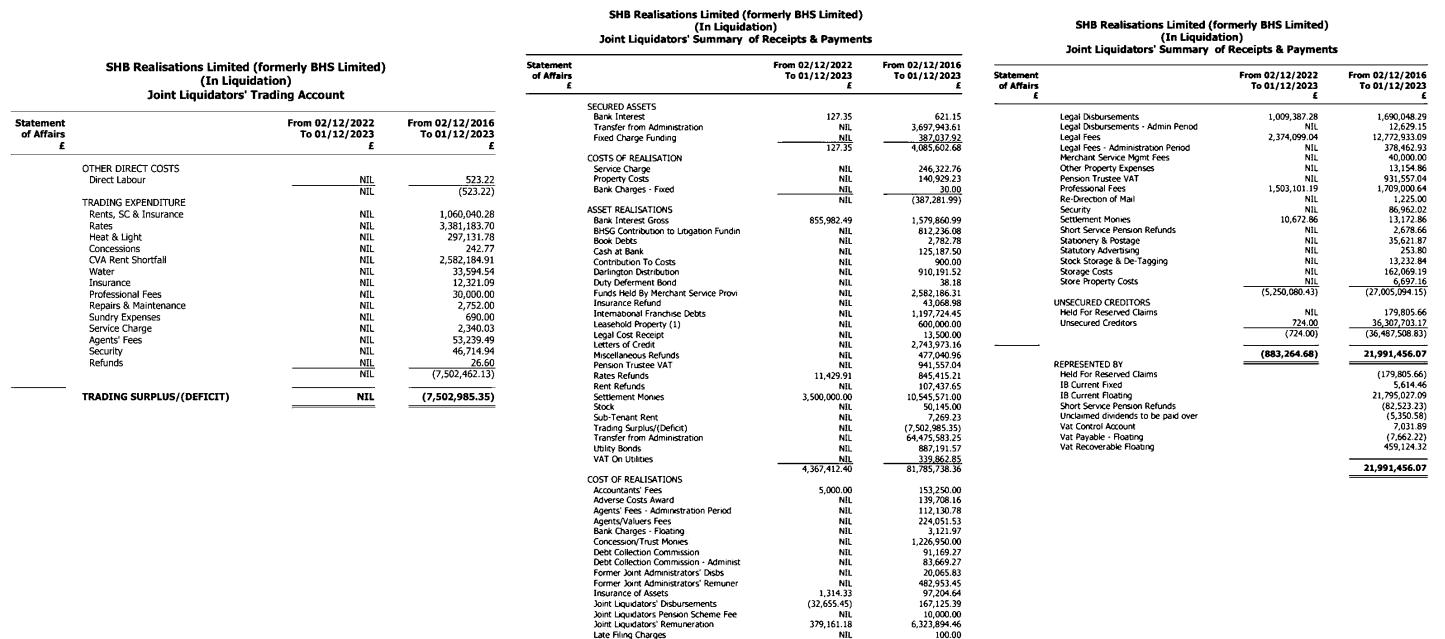 SHB Realisations Limited (formerly BHS Limited)
(In Liquidation)
Joint Liquidators' Trading Account
Statement of Affairs £ From 02/12/2022 To 01/12/2023 £ From 02/12/2016 To 01/12/2023 £
OTHER DIRECT COSTS
Direct Labour NIL 523.22
NIL (523.22)
TRADING EXPENDITURE
Rents, SC & Insurance NIL 1,060,040.28
Rates NIL 3,381,183.70
Heat & Light NIL 297,131.78
Concessions NIL 242.77
CVA Rent Shortfall NIL 2,582,184.91
Water NIL 33,594.54
Insurance NIL 12,321.09
Professional Fees NIL 30,000.00
Repairs & Maintenance NIL 2,752.00
Sundry Expenses NIL 690.00
Service Charge NIL 2,340.03
Agents' Fees NIL 53,239.49
Security NIL 46,714.94
Refunds NIL 26.60
NIL (7,502,462.13)
TRADING SURPLUS/(DEFICIT) NIL (7,502,985.35)
SHB Realisations Limited (formerly BHS Limited)
(In Liquidation)
Joint Liquidators' Summary of Receipts & Payments
Statement of Affairs £ From 02/12/2022 To 01/12/2023 £ From 02/12/2016 To 01/12/2023 £
SECURED ASSETS
Bank Interest 127.35 621.15
Transfer from Administration NIL 3,697,943.61
Fixed Charge Funding NIL 387,037.92
127.35 4,085,602.68
COSTS OF REALISATION
Service Charge NIL 246,322.76
Property Costs NIL 140,929.23
Bank Charges - Fixed NIL 30.00
NIL (387,281.99)
ASSET REALISATIONS
Bank Interest Gross 855,982.49 1,579,860.99
BHSG Contribution to Litigation Fundin NIL 812,236.08
Book Debts NIL 2,782.78
Cash at Bank NIL 125,187.50
Contribution To Costs NIL 900.00
Darlington Distribution NIL 910,191.52
Duty Deferment Bond NIL 38.18
Funds Held By Merchant Service Provi NIL 2,582,186.31
Insurance Refund NIL 43,068.98
International Franchise Debts NIL 1,197,724.45
Leasehold Property (1) NIL 600,000.00
Legal Cost Receipt NIL 13,500.00
Letters of Credit NIL 2,743,973.16
Miscellaneous Refunds NIL 477,040.96
Pension Trustee VAT NIL 941,557.04
Rates Refunds 11,429.91 845,415.21
Rent Refunds NIL 107,437.65
Settlement Monies 3,500,000.00 10,545,571.00
Stock NIL 50,145.00
Sub-Tenant Rent NIL 7,269.23
Trading Surplus/(Deficit) NIL (7,502,985.35)
Transfer from Administration NIL 64,475,583.25
Utility Bonds NIL 887,191.57
VAT On Utilities NIL 339,862.85
4,367,412.40 81,785,738.36
COST OF REALISATIONS
Accountants' Fees 5,000.00 153,250.00
Adverse Costs Award NIL 139,708.16
Agents' Fees - Administration Period NIL 112,130.78
Agents/Valuers Fees NIL 224,051.53
Bank Charges - Floating NIL 3,121.97
Concession/Trust Monies NIL 1,226,950.00
Debt Collection Commission NIL 91,169.27
Debt Collection Commission - Administ NIL 83,669.27
Former Joint Administrators' Disbs NIL 20,065.83
Former Joint Administrators' Remuner NIL 482,953.45
Insurance of Assets 1,314.33 97,204.64
Joint Liquidators' Disbursements (32,655.45) 167,125.39
Joint Liquidators Pension Scheme Fee NIL 10,000.00
Joint Liquidators' Remuneration 379,161.18 6,323,894.46
Late Filing Charges NIL 100.00
SHB Realisations Limited (formerly BHS Limited)
(In Liquidation)
Joint Liquidators' Summary of Receipts & Payments
Statement of Affairs £ From 02/12/2022 To 01/12/2023 £ From 02/12/2016 To 01/12/2023 £
Legal Disbursements 1,009,387.28 1,690,048.29
Legal Disbursements - Admin Period NIL 12,629.15
Legal Fees 2,374,099.04 12,772,933.09
Legal Fees - Administration Period NIL 378,462.93
Merchant Service Mgmt Fees NIL 40,000.00
Other Property Expenses NIL 13,154.86
Pension Trustee VAT NIL 931,557.04
Professional Fees 1,503,101.19 1,709,000.64
Re-Direction of Mail NIL 1,225.00
Security NIL 86,962.02
Settlement Monies 10,672.86 13,172.86
Short Service Pension Refunds NIL 2,678.66
Stationery & Postage NIL 35,621.87
Statutory Advertising NIL 253.80
Stock Storage & De-Tagging NIL 13,232.84
Storage Costs NIL 162,069.19
Store Property Costs NIL 6,697.16
(5,250,080.43) (27,005,094.15)
UNSECURED CREDITORS
Held For Reserved Claims NIL 179,805.66
Unsecured Creditors 724.00 36,307,703.17
(724.00) (36,487,508.83)
(883,264.68) 21,991,456.07
REPRESENTED BY
Held For Reserved Claims (179,805.66)
IB Current Fixed 5,614.46
IB Current Floating 21,795,027.09
Short Service Pension Refunds (82,523.23)
Unclaimed dividends to be paid over (5,350.58)
Vat Control Account 7,031.89
Vat Payable - Floating (7,662.22)
Vat Recoverable Floating 459,124.32
21,991,456.07